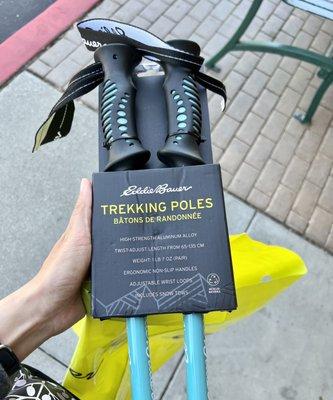 Eddie Bauer
TREKKING POLES
BÂTONS DE RANDONNÉE
HIGH-STRENGTH ALUMINUM ALLOY
TWIST-ADJUST LENGTH FROM 65-135 CM
WEIGHT: 1 LB 7 OZ (PAIR)
ERGONOMIC NON-SLIP HANDLES
ADJUSTABLE WRIST LOOPS
INCLUDES SNOW TIPS